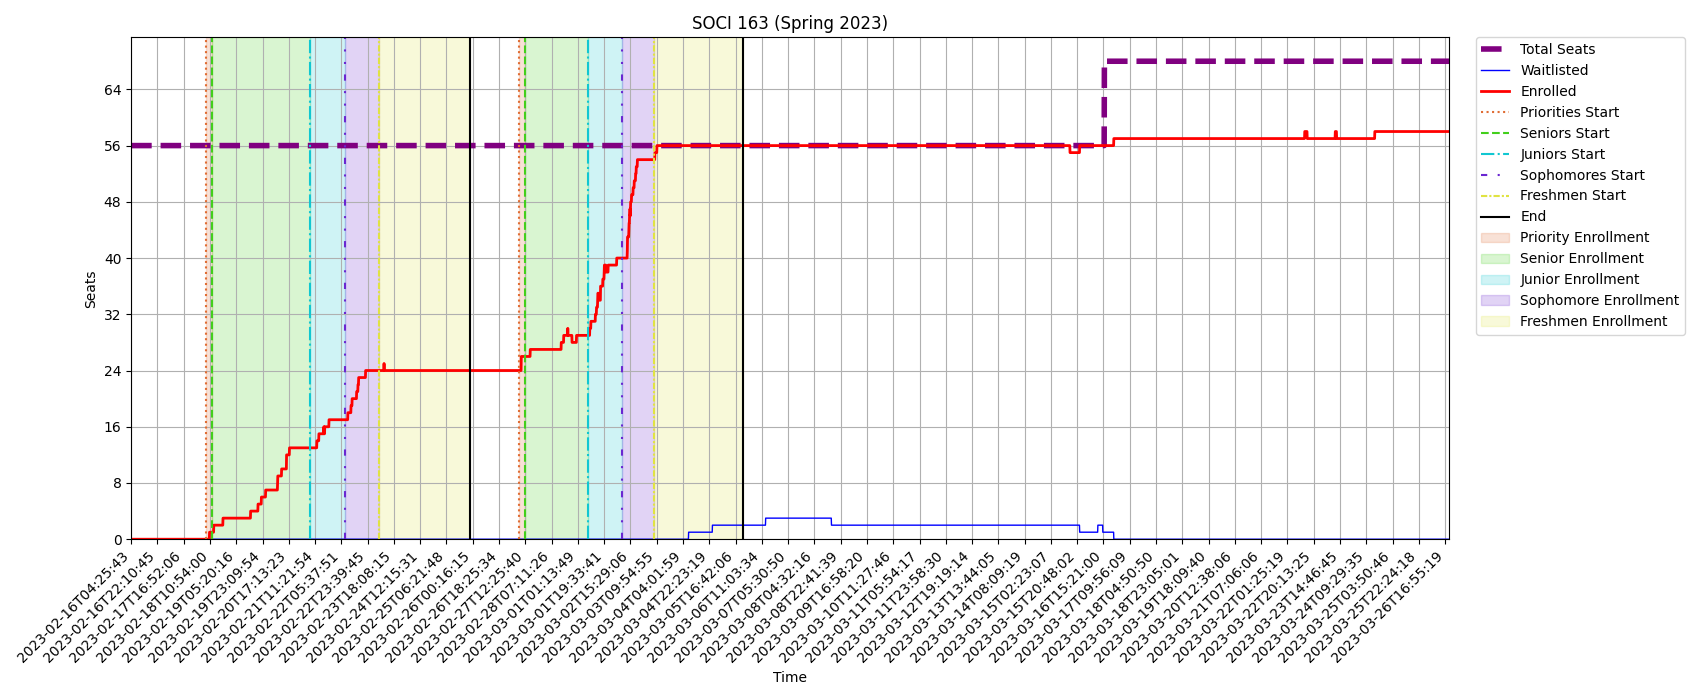 SOCI 163 (Spring 2023)
Seats
64
56
48
40
32
24
16
8
0
2023-02-16T04:25:43
2023-02-16T22:10:45
2023-02-17T16:52:06
2023-02-18T10:54:00
2023-02-19T05:20:16
2023-02-19T23:09:54
2023-02-20T17:13:23
2023-02-21T11:21:54
2023-02-22T05:37:51
2023-02-22T23:39:45
2023-02-23T18:08:15
2023-02-24T12:15:31
2023-02-25T06:21:48
2023-02-26T00:16:15
2023-02-26T18:25:34
2023-02-27T12:25:40
2023-02-28T07:11:26
2023-03-01T01:13:49
2023-03-01T19:33:41
2023-03-02T15:29:06
2023-03-03T09:54:55
2023-03-04T04:01:59
2023-03-04T22:23:19
2023-03-05T16:42:06
2023-03-06T11:03:34
2023-03-07T05:30:50
2023-03-08T04:32:16
2023-03-08T22:41:39
2023-03-09T16:58:20
2023-03-10T11:27:46
2023-03-11T05:54:17
2023-03-11T23:58:30
2023-03-12T19:19:14
2023-03-13T13:44:05
2023-03-14T08:09:19
2023-03-15T02:23:07
2023-03-15T20:48:02
2023-03-16T15:21:00
2023-03-17T09:56:09
2023-03-18T04:50:50
2023-03-18T23:05:01
2023-03-19T18:09:40
2023-03-20T12:38:06
2023-03-21T07:06:06
2023-03-22T01:25:19
2023-03-22T20:13:25
2023-03-23T14:46:45
2023-03-24T09:29:35
2023-03-25T03:50:46
2023-03-25T22:24:18
2023-03-26T16:55:19
Time
Total Seats
Waitlisted
Enrolled
Priorities Start
Seniors Start
Juniors Start
Sophomores Start
Freshmen Start
End
Priority Enrollment
Senior Enrollment
Junior Enrollment
Sophomore Enrollment
Freshmen Enrollment